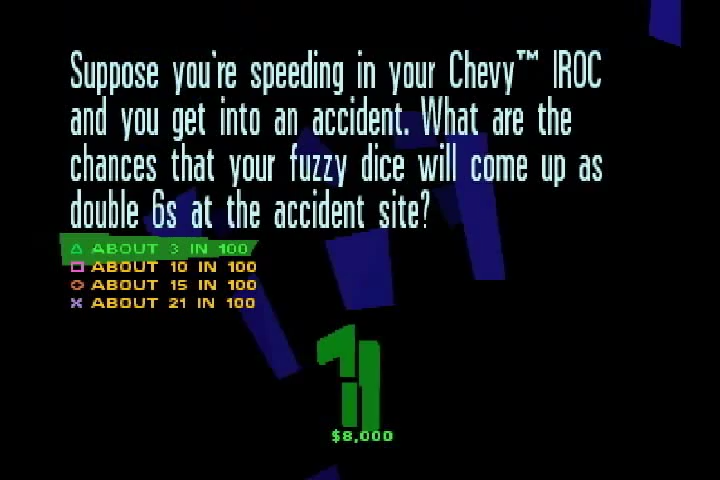 Suppose you're speeding in your Chevy™ IROC
and you get into an accident. What are the
chances that your fuzzy dice will come up as
double 6s at the accident site?
ABOUT 3 IN 100
ABOUT 10 IN 100
ABOUT 15 IN 100
ABOUT 21 IN 100
11
$8,000